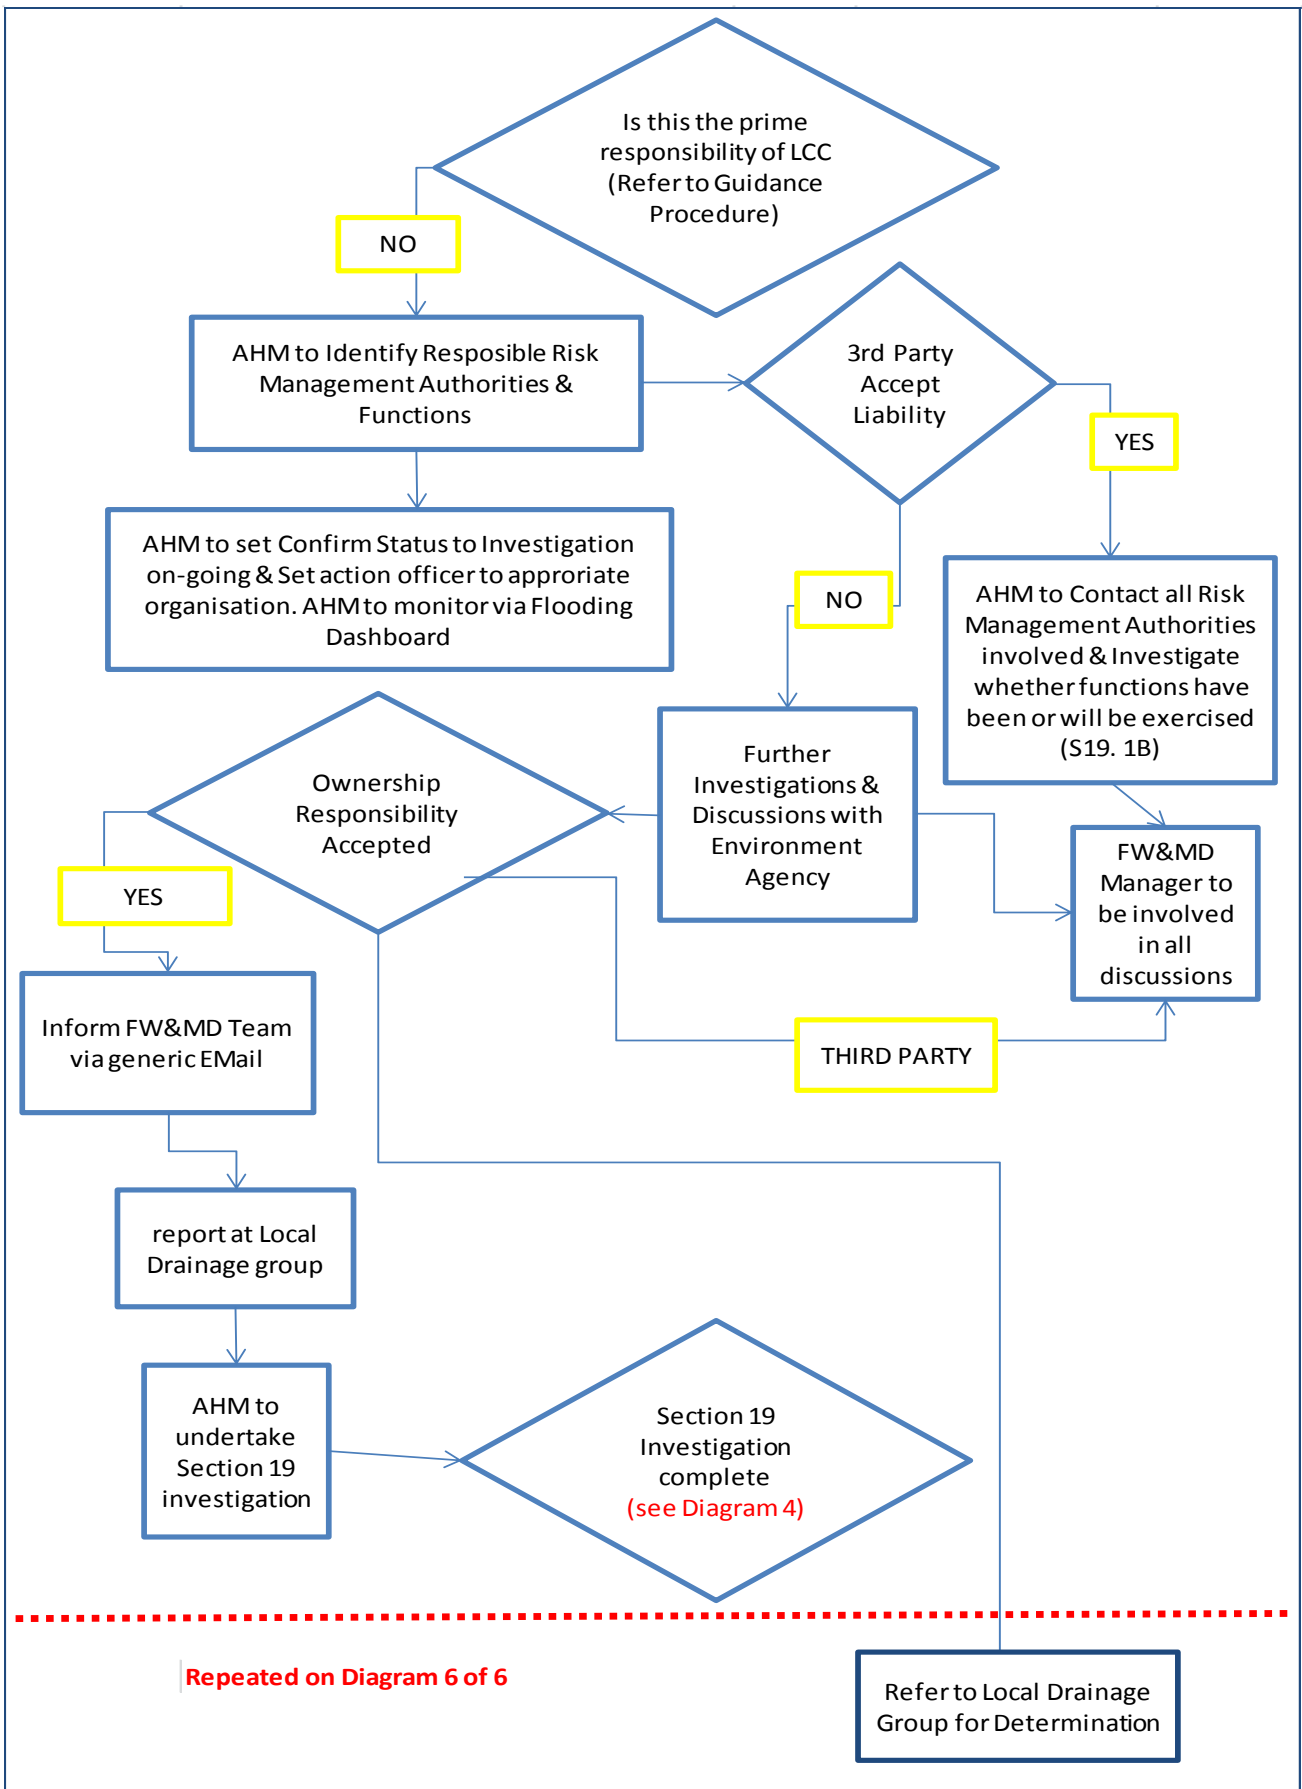 Is this the prime
responsibility of LCC
(Refer to Guidance
Procedure)
NO
AHM to Identify Resposible Risk
Management Authorities &
Functions
3rd Party
Accept
Liability
YES
AHM to set Confirm Status to Investigation
on-going & Set action officer to approriate
organisation. AHM to monitor via Flooding
Dashboard
NO
AHM to Contact all Risk
Management Authorities
involved & Investigate
whether functions have
been or will be exercised
(S19. 1B)
Ownership
Responsibility
Accepted
Further
Investigations &
Discussions with
Environment
Agency
FW&MD
Manager to
be involved
in all
discussions
YES
Inform FW&MD Team
via generic EMail
THIRD PARTY
report at Local
Drainage group
AHM to
undertake
Section 19
investigation
Section 19
Investigation
complete
(see Diagram 4)
Repeated on Diagram 6 of 6
Refer to Local Drainage
Group for Determination